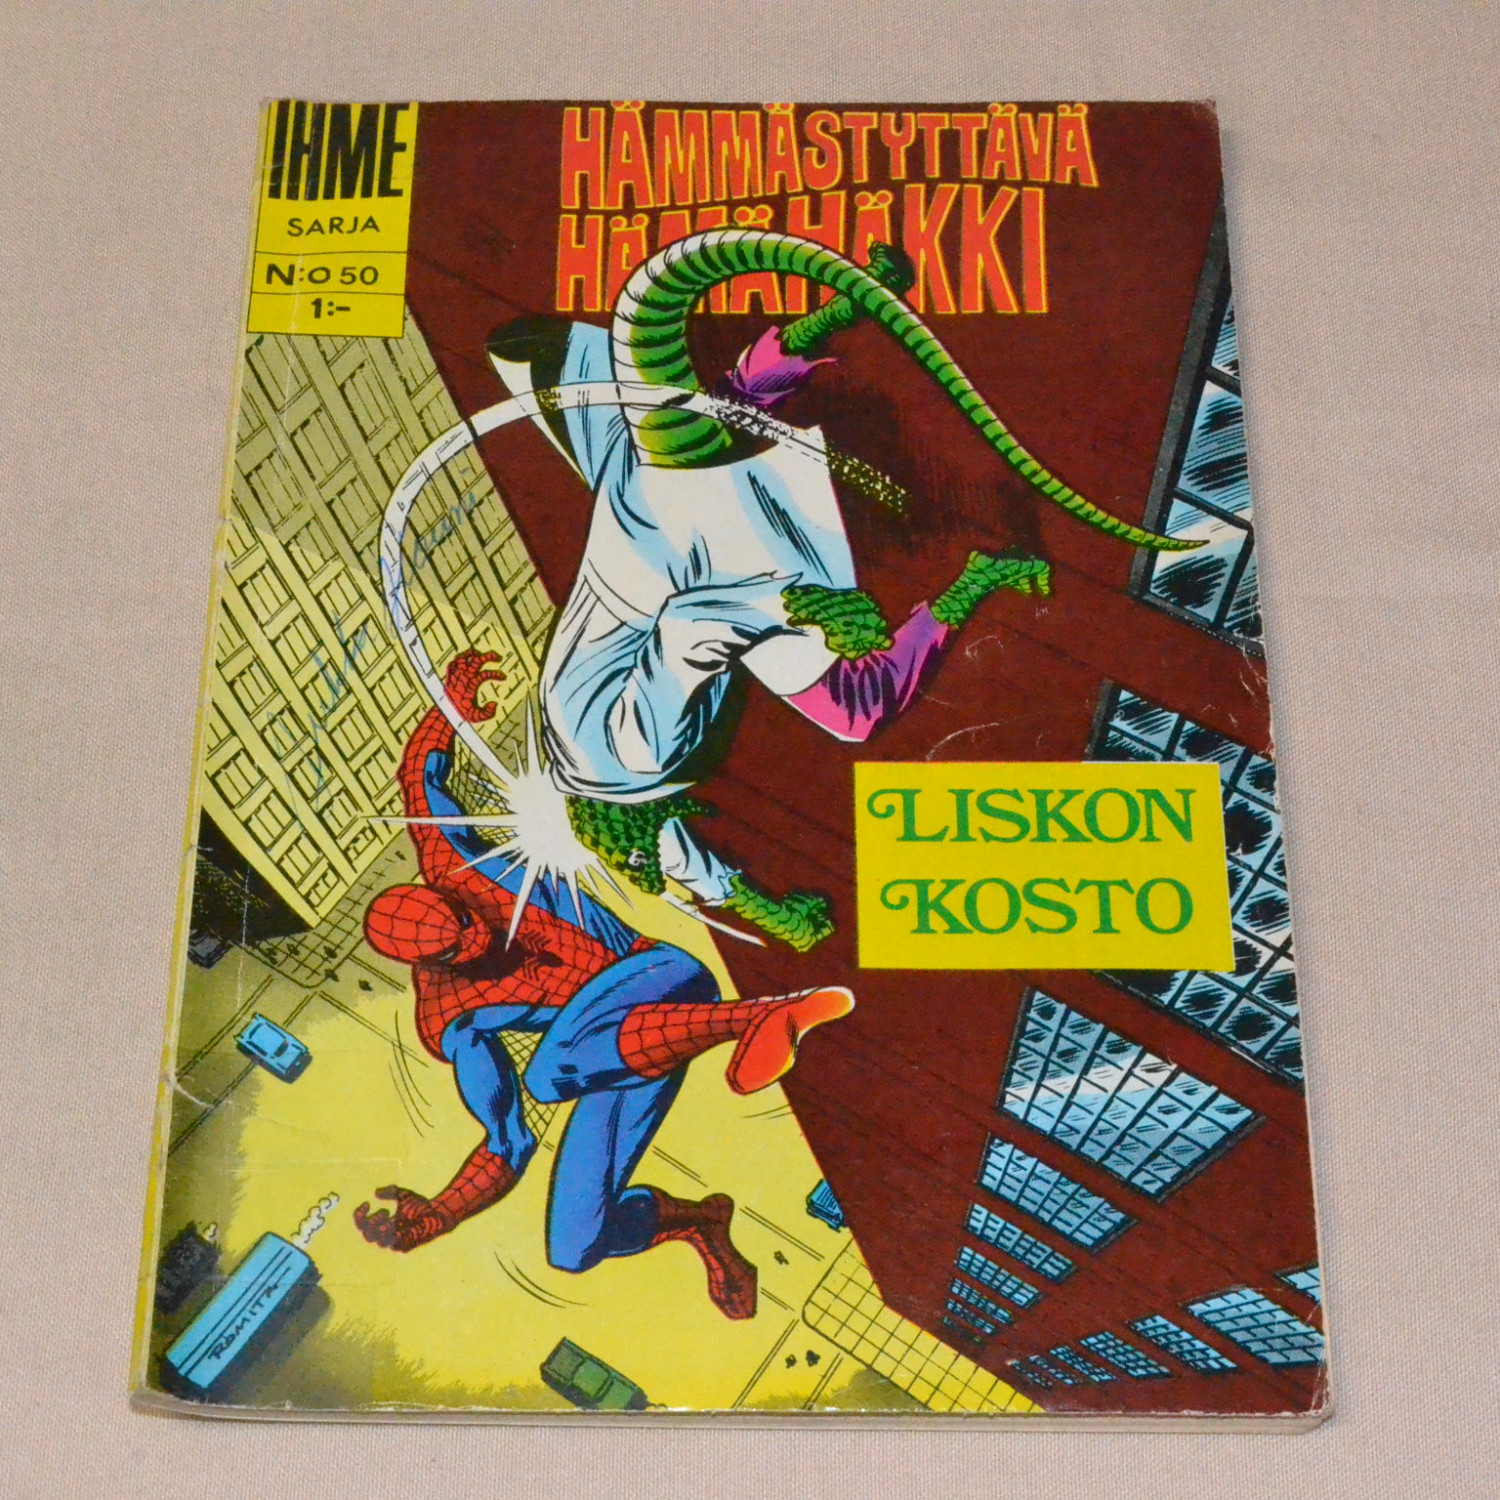 IHME
SARJA
N:O 50
1:-
HÄMMÄSTYTTÄVÄ
HÄMÄHÄKKI
LISKON
KOSTO
ROMITA